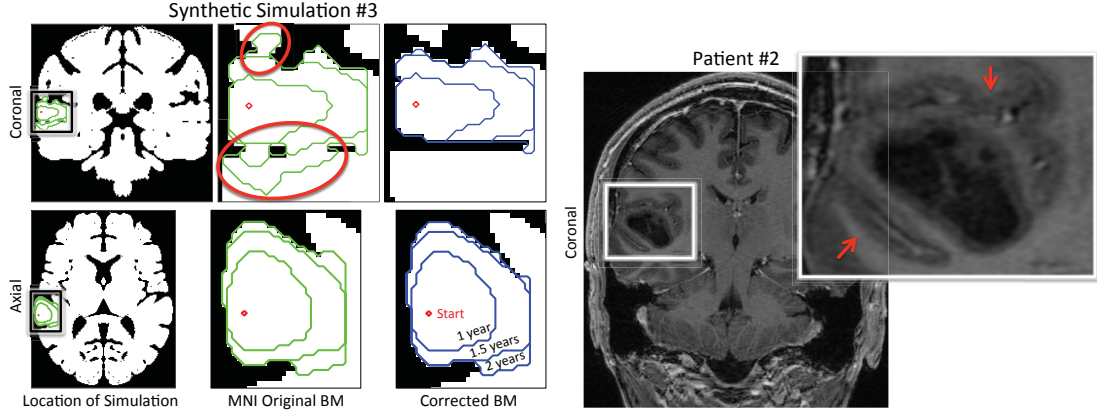 Synthetic Simulation #3
Coronal
Axial
Start
1 year
1.5 years
2 years
Location of Simulation
MNI Original BM
Corrected BM
Patient #2
Coronal